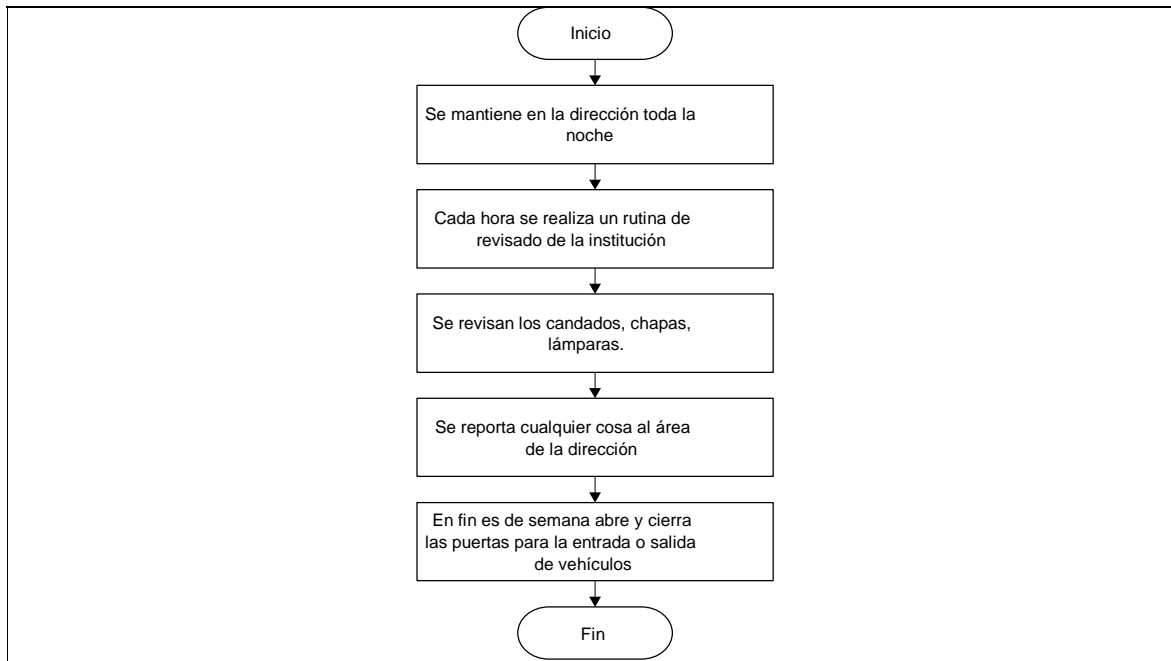 Inicio
Se mantiene en la dirección toda la
noche
Cada hora se realiza un rutina de
revisado de la institución
Se revisan los candados, chapas,
lámparas.
Se reporta cualquier cosa al área
de la dirección
En fin es de semana abre y cierra
las puertas para la entrada o salida
de vehículos
Fin